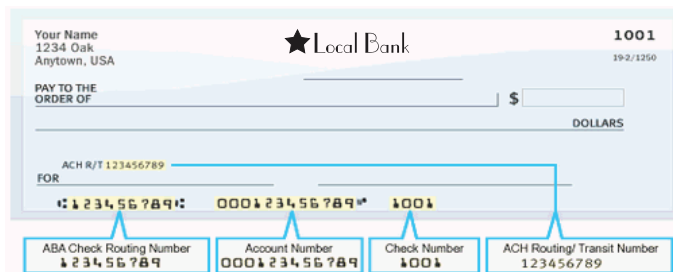 Your Name
1234 Oak
Anytown, USA
Local Bank
1001
19-2/1250
PAY TO THE
ORDER OF
$
DOLLARS
ACH R/T 123456789
FOR
⑆123456789⑆ 000123456789⑈ 1001
ABA Check Routing Number
123456789
Account Number
000123456789
Check Number
1001
ACH Routing/ Transit Number
123456789